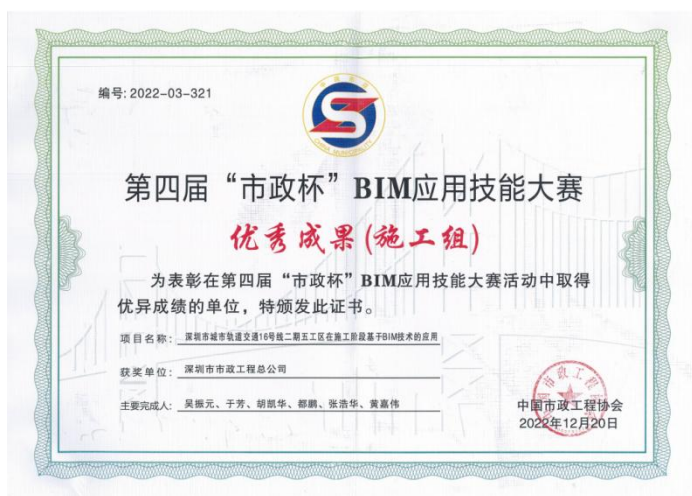 编号: 2022-03-321
第四届“市政杯”BIM应用技能大赛
优秀成果(施工组)
为表彰在第四届“市政杯”BIM应用技能大赛活动中取得
优异成绩的单位，特颁发此证书。
项目名称: 深圳市城市轨道交通16号线二期五工区在施工阶段基于BIM技术的应用
获奖单位: 深圳市市政工程总公司
主要完成人: 吴振元、于芳、胡凯华、都鹏、张浩华、黄嘉伟
中国市政工程协会
2022年12月20日